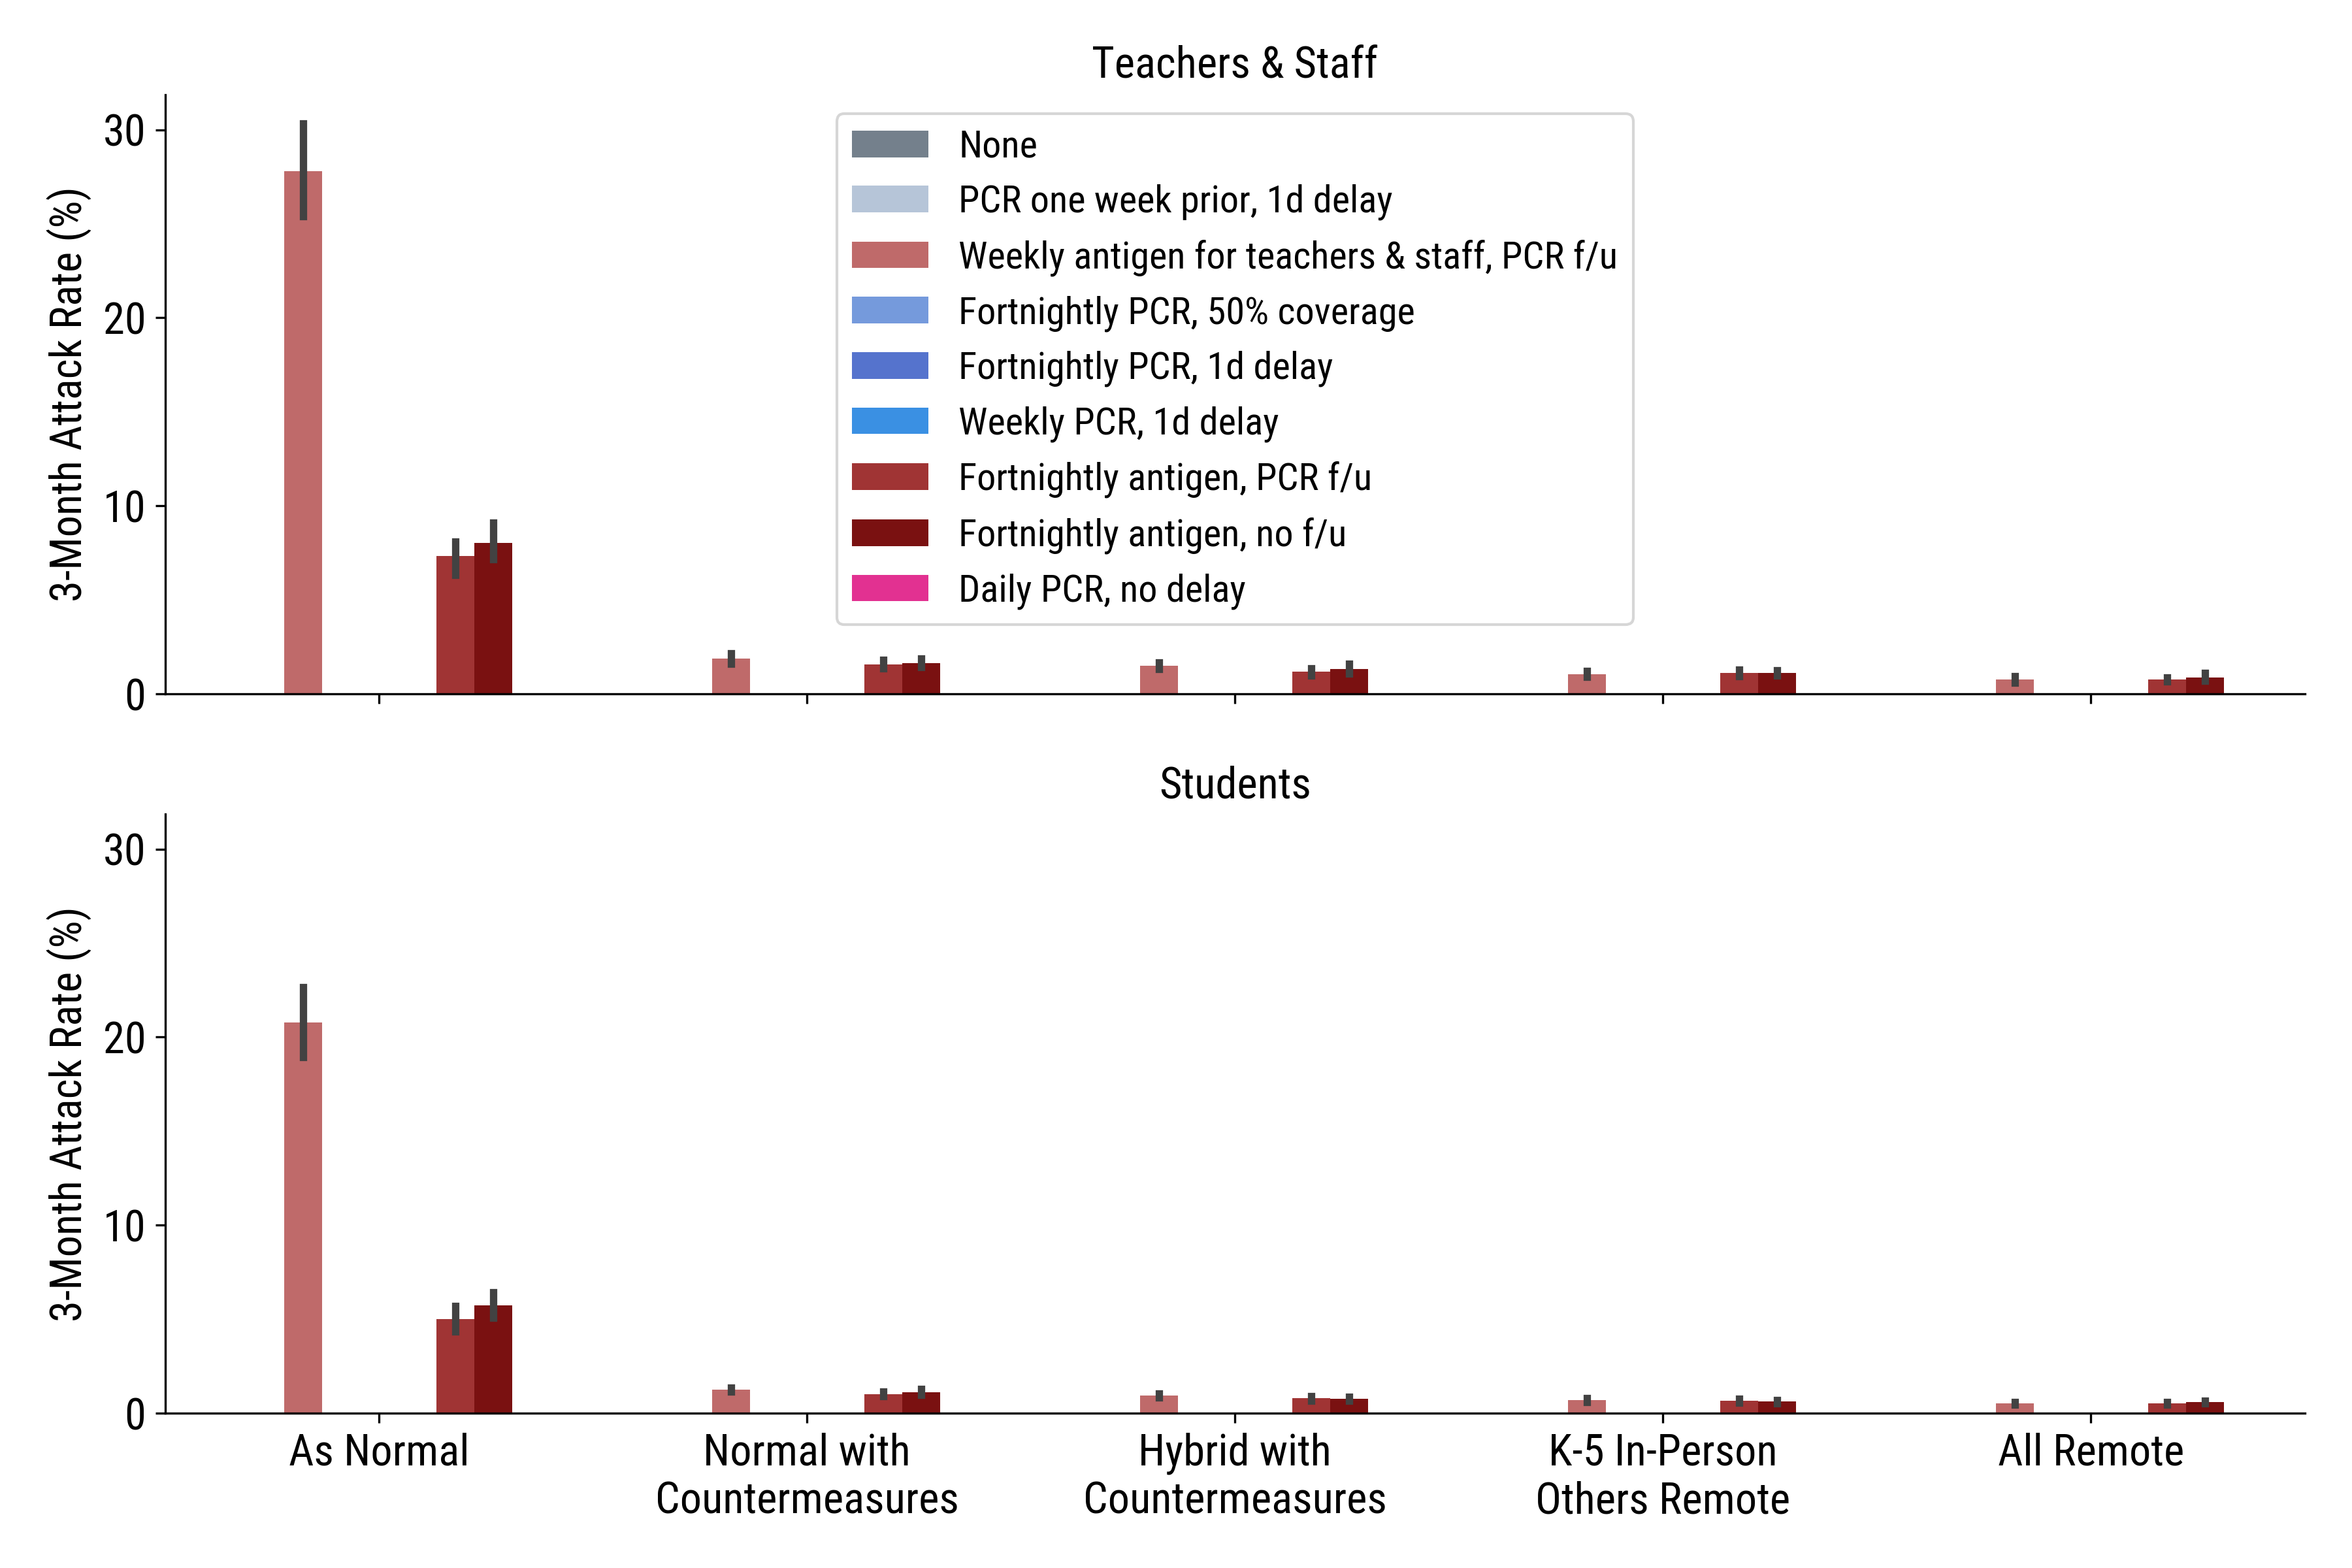 Teachers & Staff
3-Month Attack Rate (%)
30
20
10
0
None
PCR one week prior, 1d delay
Weekly antigen for teachers & staff, PCR f/u
Fortnightly PCR, 50% coverage
Fortnightly PCR, 1d delay
Weekly PCR, 1d delay
Fortnightly antigen, PCR f/u
Fortnightly antigen, no f/u
Daily PCR, no delay
Students
3-Month Attack Rate (%)
30
20
10
0
As Normal
Normal with
Countermeasures
Hybrid with
Countermeasures
K-5 In-Person
Others Remote
All Remote